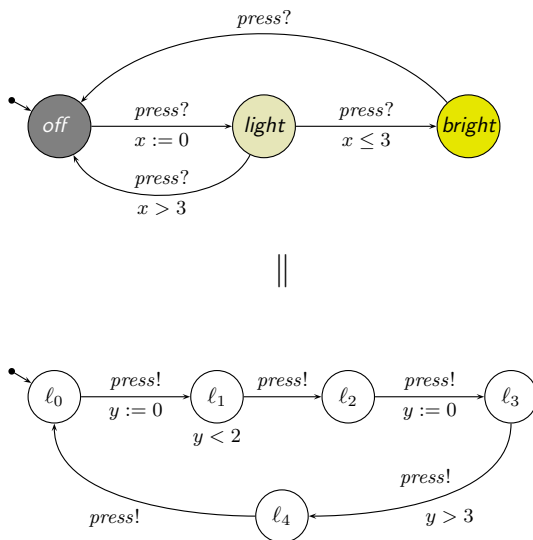 press?
off
press?
x := 0
light
press?
x ≤ 3
bright
press?
x > 3
||
ℓ0
press!
y := 0
ℓ1
y < 2
press!
ℓ2
press!
y := 0
ℓ3
press!
y > 3
ℓ4
press!